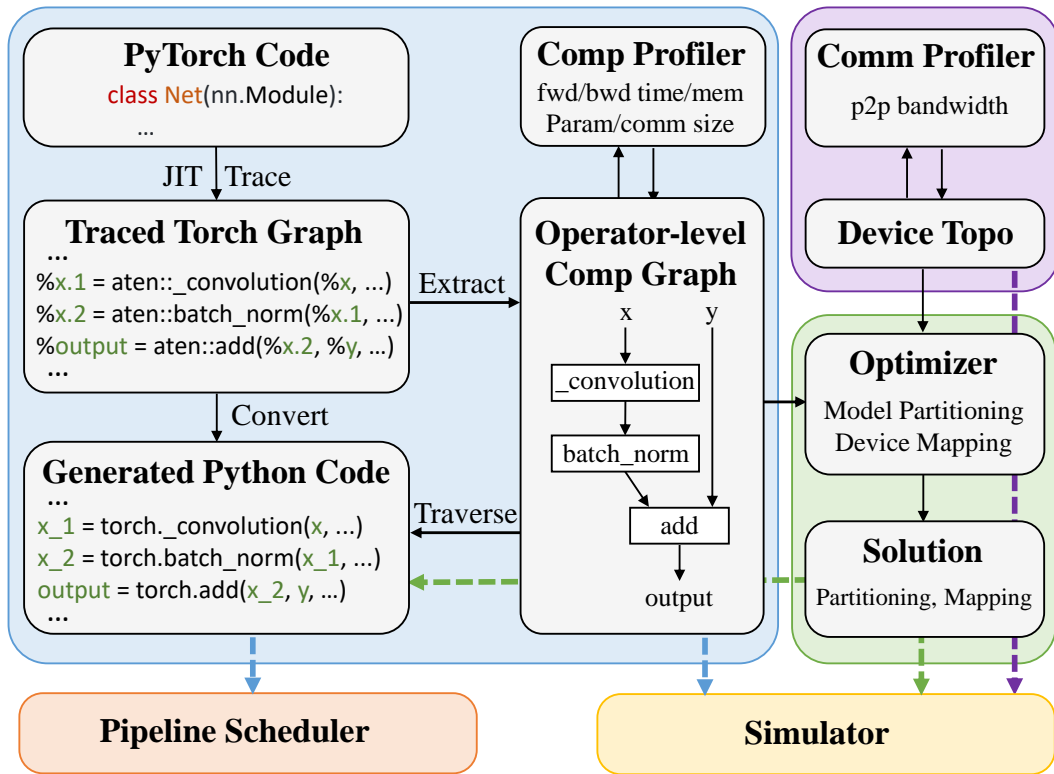 PyTorch Code
class Net(nn.Module):
...
JIT Trace
Traced Torch Graph
...
%x.1 = aten::_convolution(%x, ...)
%x.2 = aten::batch_norm(%x.1, ...)
%output = aten::add(%x.2, %y, ...)
...
Convert
Generated Python Code
...
x_1 = torch._convolution(x, ...)
x_2 = torch.batch_norm(x_1, ...)
output = torch.add(x_2, y, ...)
...
Extract
Traverse
Comp Profiler
fwd/bwd time/mem
Param/comm size
Operator-level
Comp Graph
x y
_convolution
batch_norm
add
output
Comm Profiler
p2p bandwidth
Device Topo
Optimizer
Model Partitioning
Device Mapping
Solution
Partitioning, Mapping
Pipeline Scheduler
Simulator